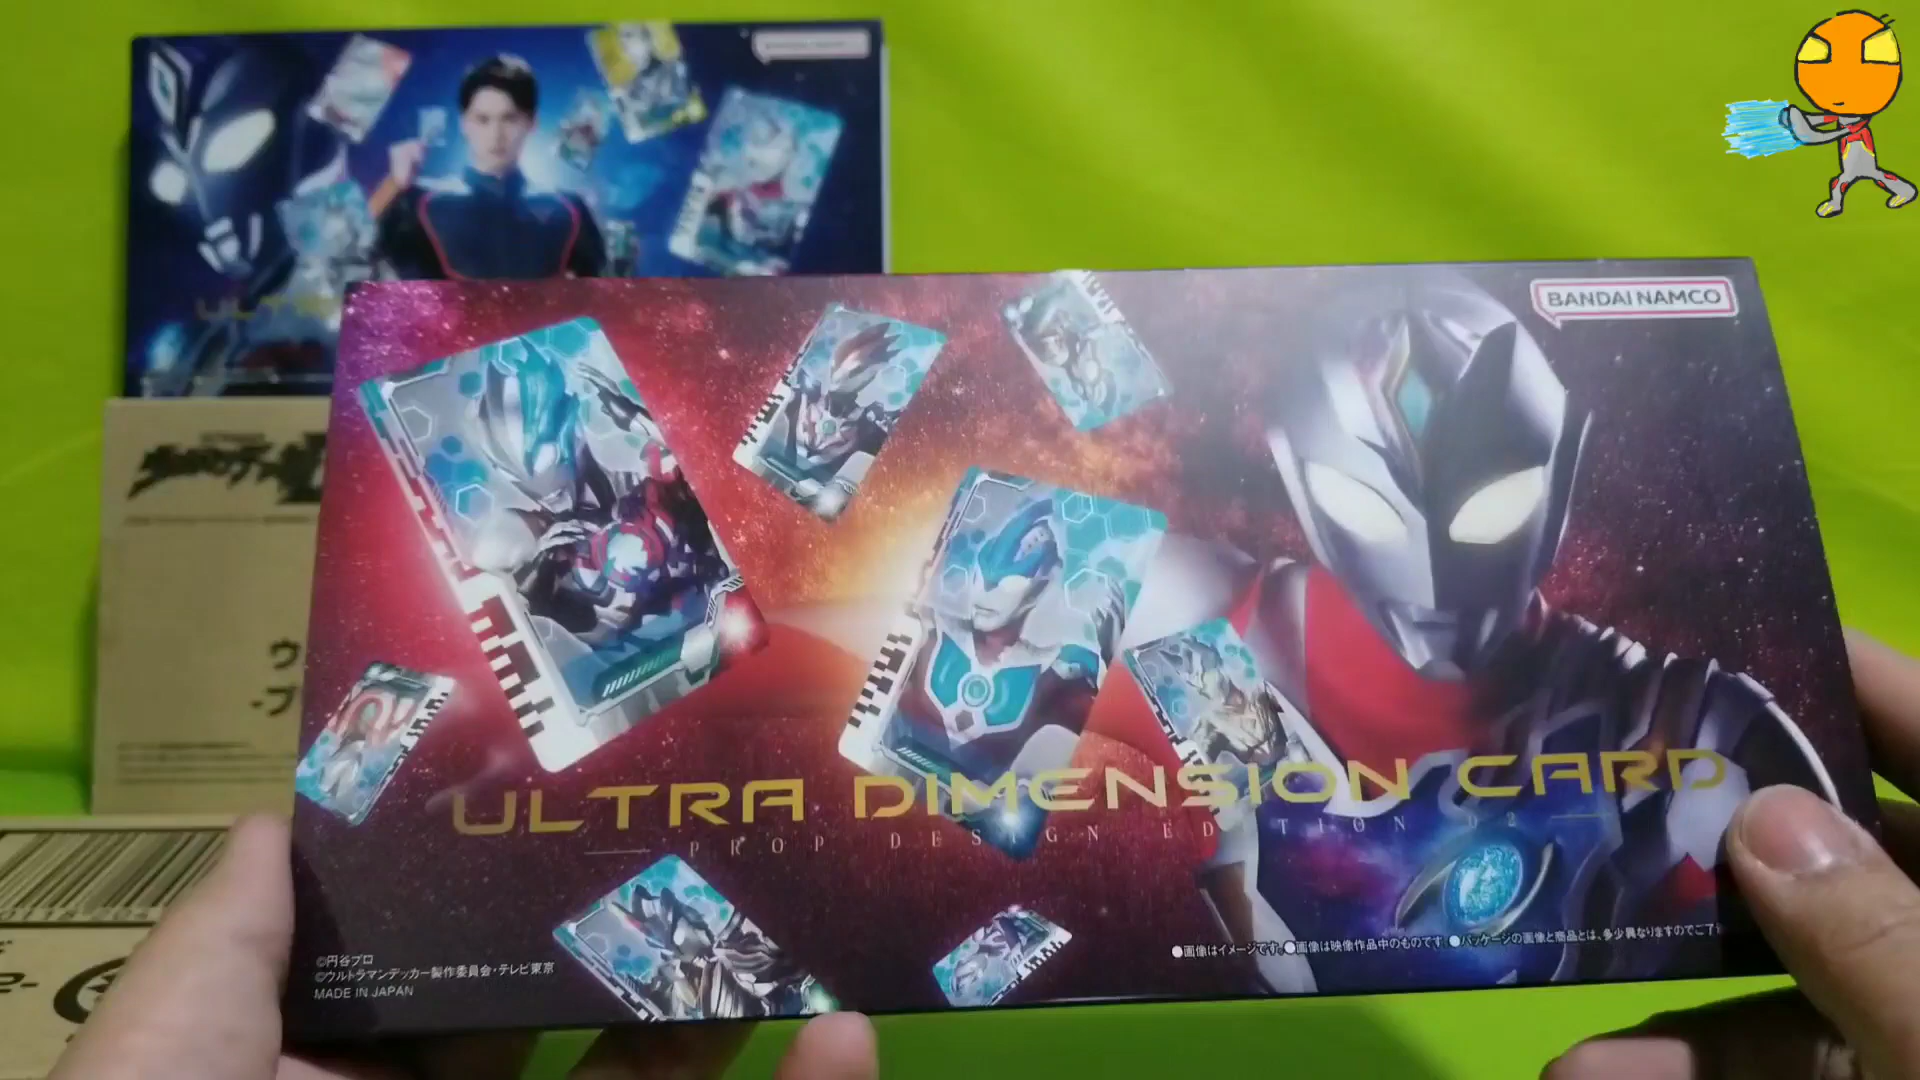 BANDAI NAMCO
ULTRA DIMENSION CARD
PROP DESIGN EDITION 02
©円谷プロ
©ウルトラマンデッカー製作委員会・テレビ東京
MADE IN JAPAN
●画像はイメージです。●画像は映像作品中のものです。●パッケージの画像と商品とは、多少異なりますのでご了